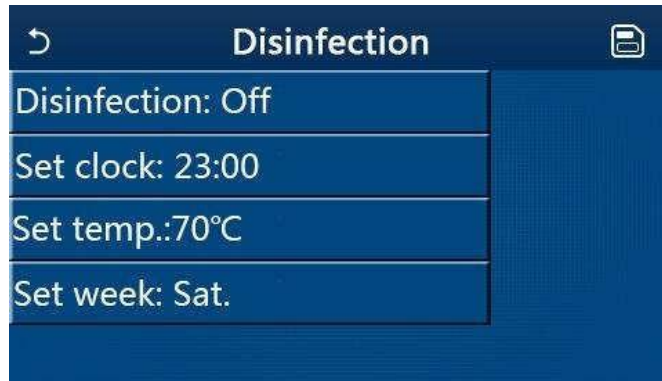 Disinfection
Disinfection: Off
Set clock: 23:00
Set temp.:70℃
Set week: Sat.